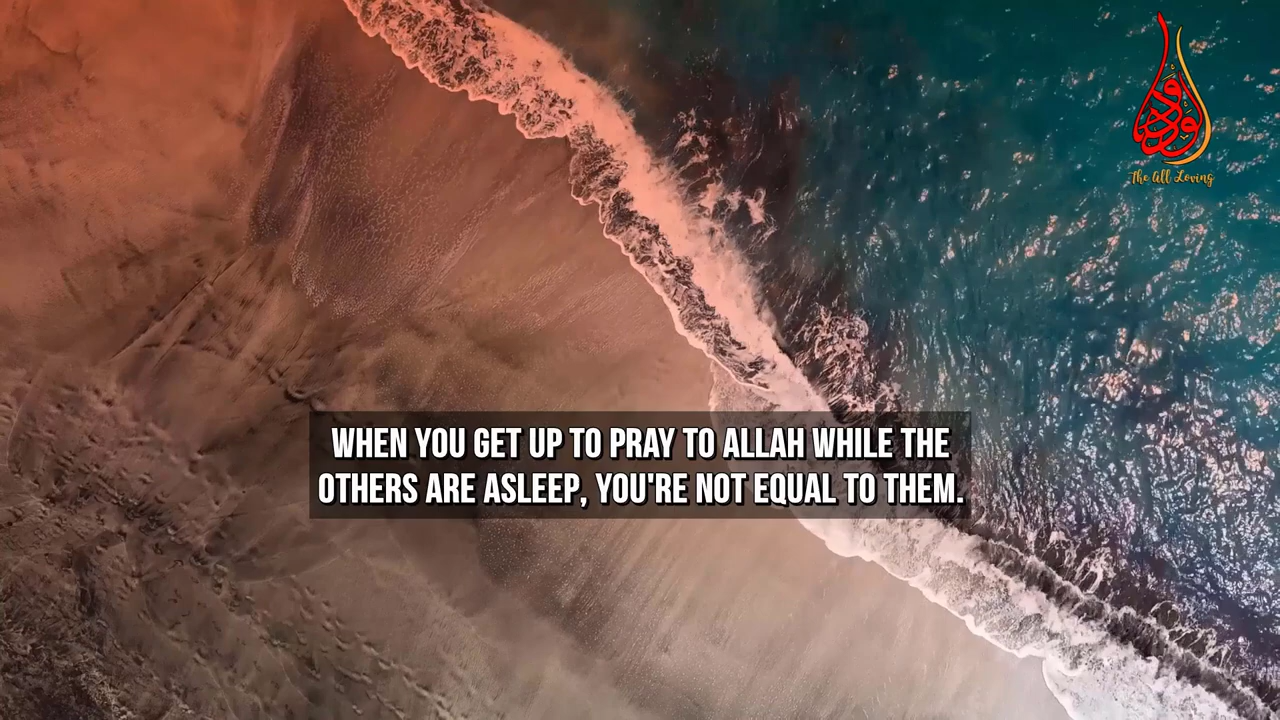 The All Loving
WHEN YOU GET UP TO PRAY TO ALLAH WHILE THE
OTHERS ARE ASLEEP, YOU'RE NOT EQUAL TO THEM.